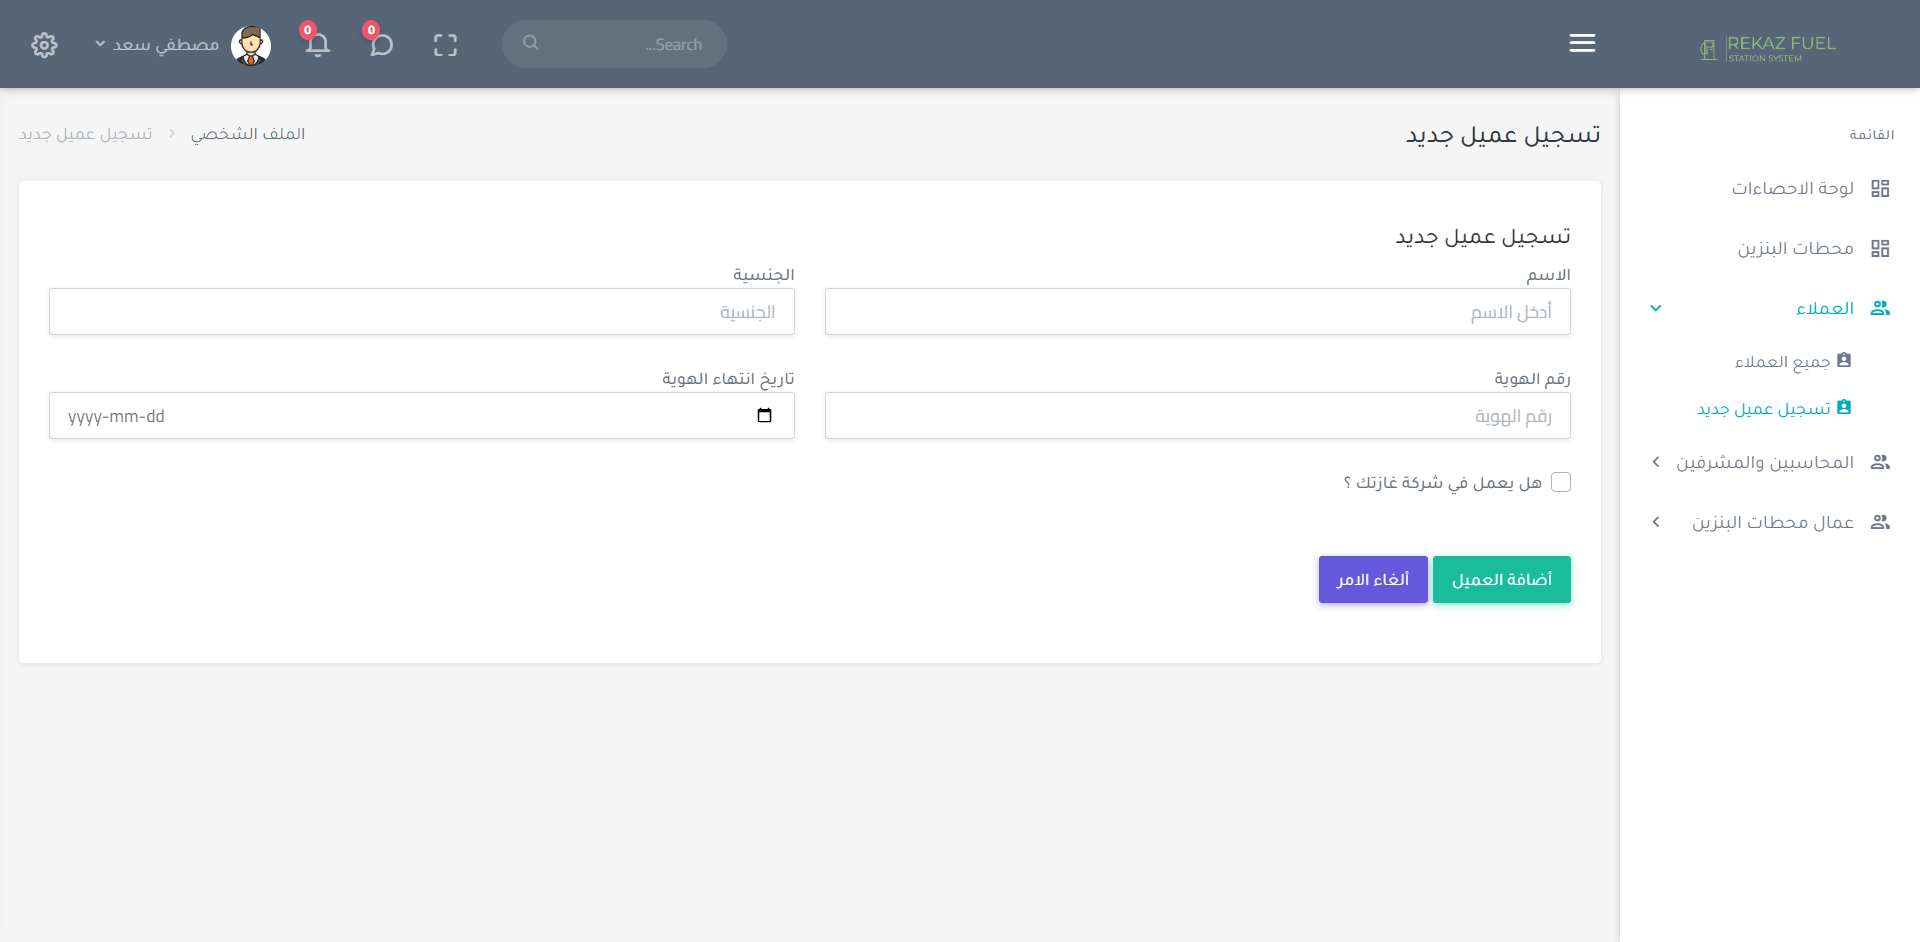 REKAZ FUEL
STATION SYSTEM
Search...
0
0
مصطفي سعد
القائمة
لوحة الاحصاءات
محطات البنزين
العملاء
جميع العملاء
تسجيل عميل جديد
المحاسبين والمشرفين
عمال محطات البنزين
تسجيل عميل جديد
الملف الشخصي
تسجيل عميل جديد
تسجيل عميل جديد
الاسم
الجنسية
أدخل الاسم
الجنسية
رقم الهوية
تاريخ انتهاء الهوية
رقم الهوية
yyyy-mm-dd
هل يعمل في شركة غازتك ؟
أضافة العميل
ألغاء الامر